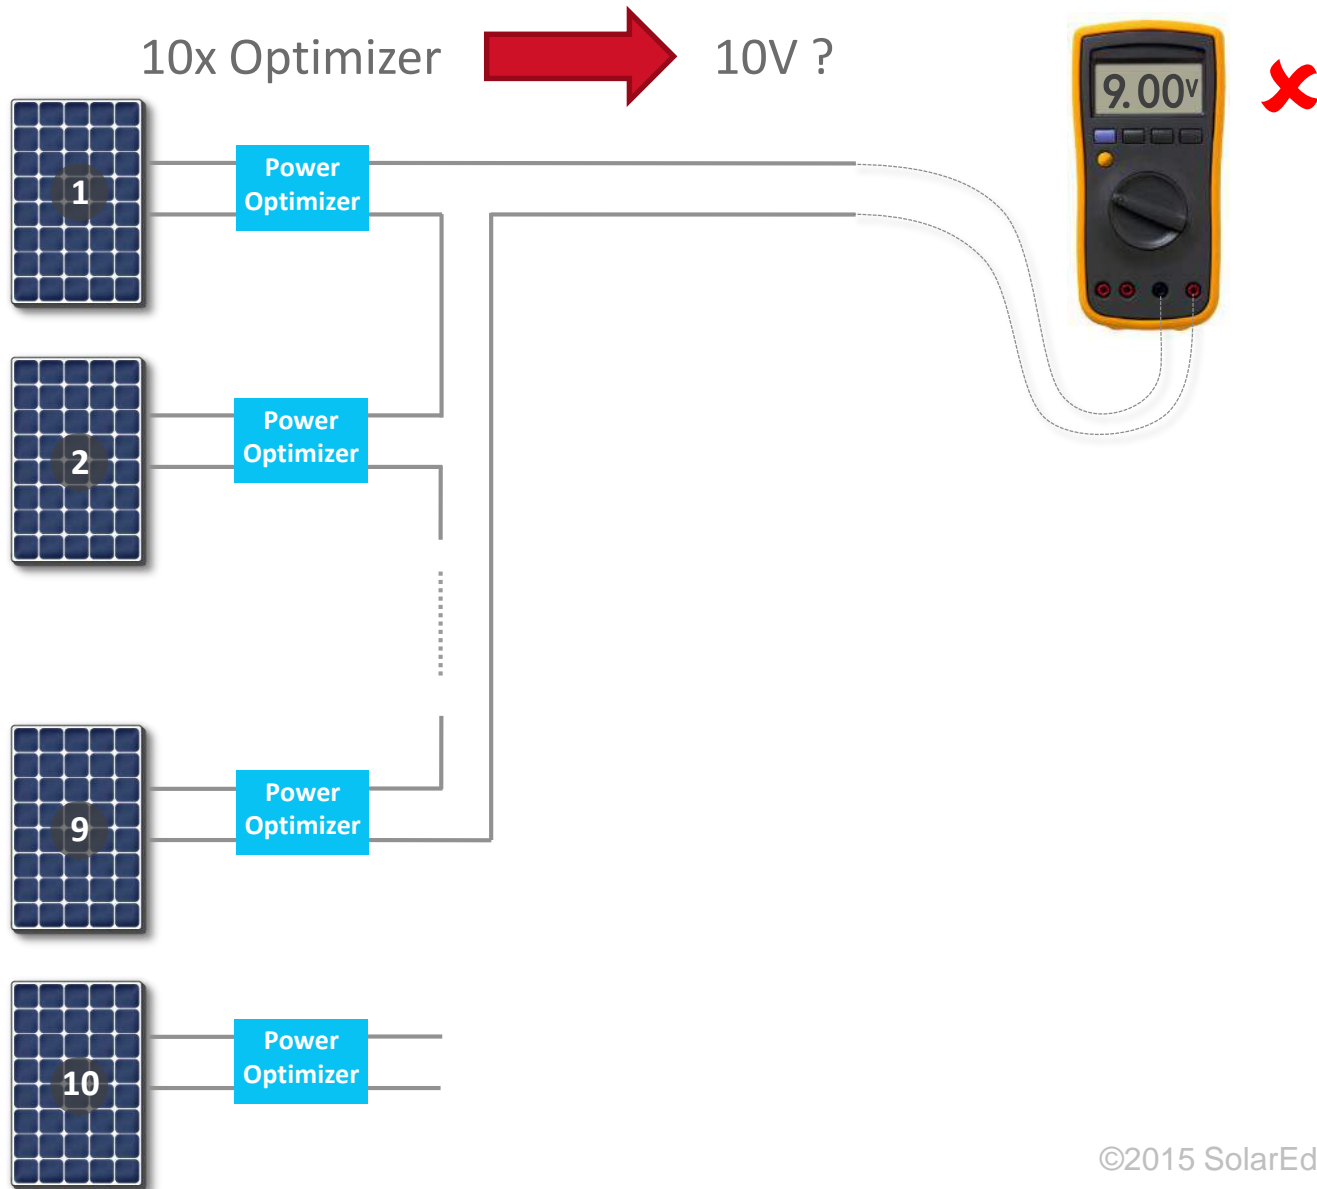 10x Optimizer
10V ?
9.00V
1
Power
Optimizer
2
Power
Optimizer
9
Power
Optimizer
10
Power
Optimizer
©2015 SolarEd